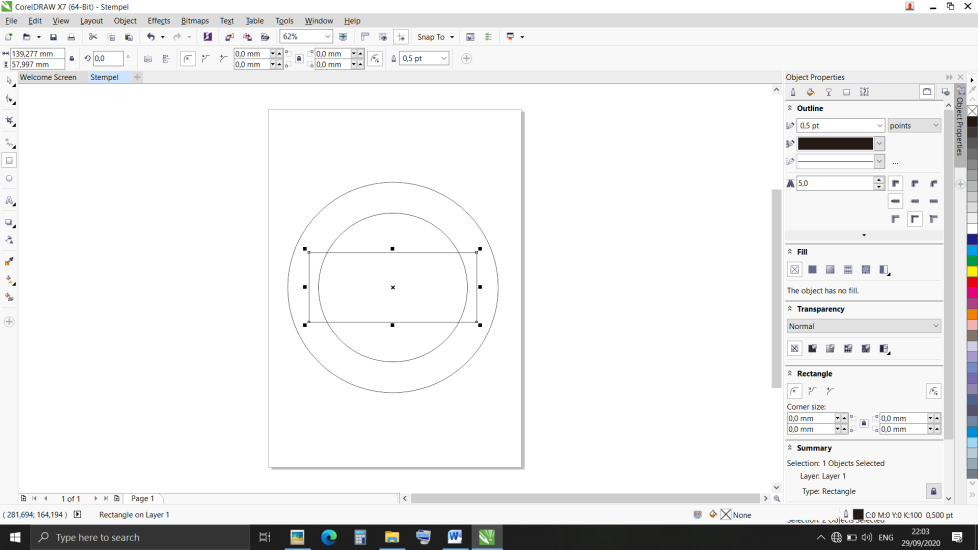 CorelDRAW X7 (64-Bit) - Stempel
File Edit View Layout Object Effects Bitmaps Text Table Tools Window Help
62% Snap To
139,277 mm
57,997 mm
0,0 °
0,0 mm
0,0 mm
0,0 mm
0,0 mm
0,5 pt
Welcome Screen Stempel
Object Properties
Outline
0,5 pt points
...
5,0
Fill
The object has no fill.
Transparency
Normal
Rectangle
Corner size:
0,0 mm 0,0 mm
0,0 mm 0,0 mm
Summary
Selection: 1 Objects Selected
Layer: Layer 1
Type: Rectangle
Selection: 2 Objects Selected
Object Properties
1 of 1 Page 1
( 281,694; 164,194 ) Rectangle on Layer 1 None C:0 M:0 Y:0 K:100 0,500 pt
Type here to search
ENG
22:03
29/09/2020